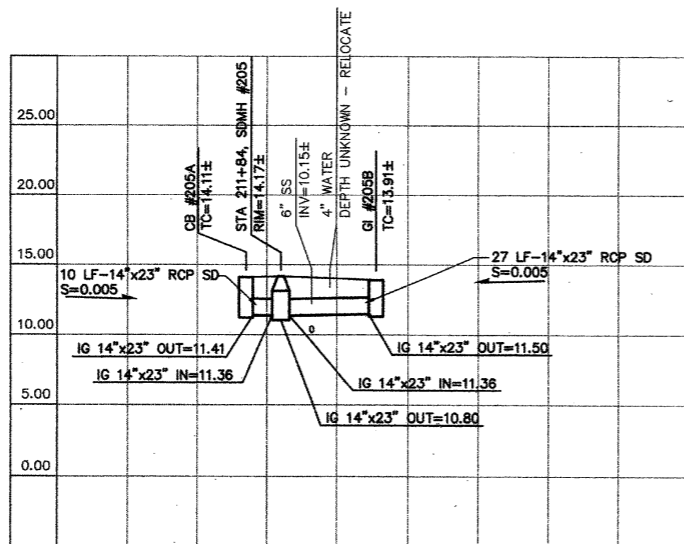 25.00
20.00
15.00
10.00
5.00
0.00
CB #205A
TC=14.11±
STA 211+84, SDMH #205
RIM=14.17±
6" SS
INV=10.15±
4" WATER
DEPTH UNKNOWN - RELOCATE
GI #205B
TC=13.91±
10 LF-14"x23" RCP SD
S=0.005
27 LF-14"x23" RCP SD
S=0.005
IG 14"x23" OUT=11.41
IG 14"x23" IN=11.36
IG 14"x23" OUT=11.50
IG 14"x23" IN=11.36
IG 14"x23" OUT=10.80